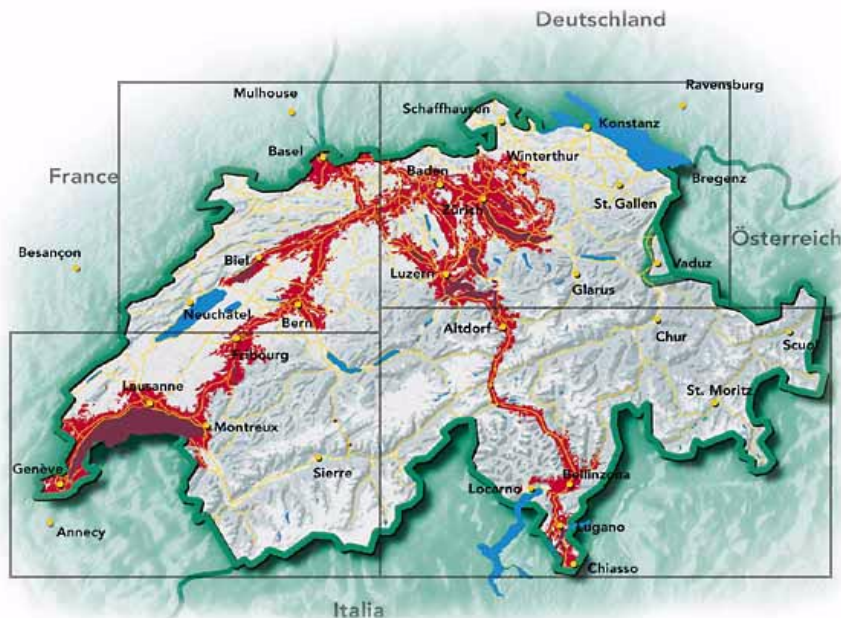 Deutschland
Mulhouse
Ravensburg
Schaffhausen
Konstanz
Basel
Winterthur
Baden
France
Bregenz
St. Gallen
Zürich
Österreich
Besançon
Biel
Luzern
Vaduz
Glarus
Neuchâtel
Bern
Altdorf
Chur
Scuol
Fribourg
Lausanne
St. Moritz
Montreux
Sierre
Genève
Bellinzona
Locarno
Annecy
Lugano
Chiasso
Italia